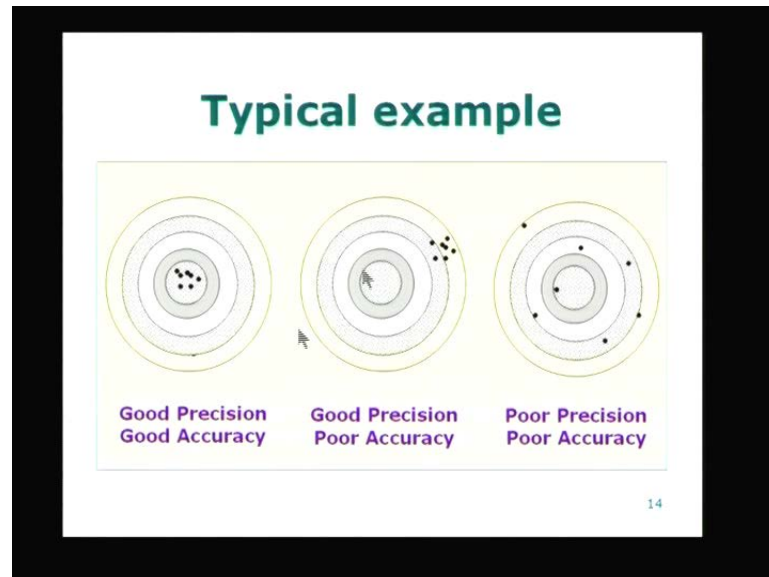 Typical example
Good Precision
Good Accuracy
Good Precision
Poor Accuracy
Poor Precision
Poor Accuracy
14